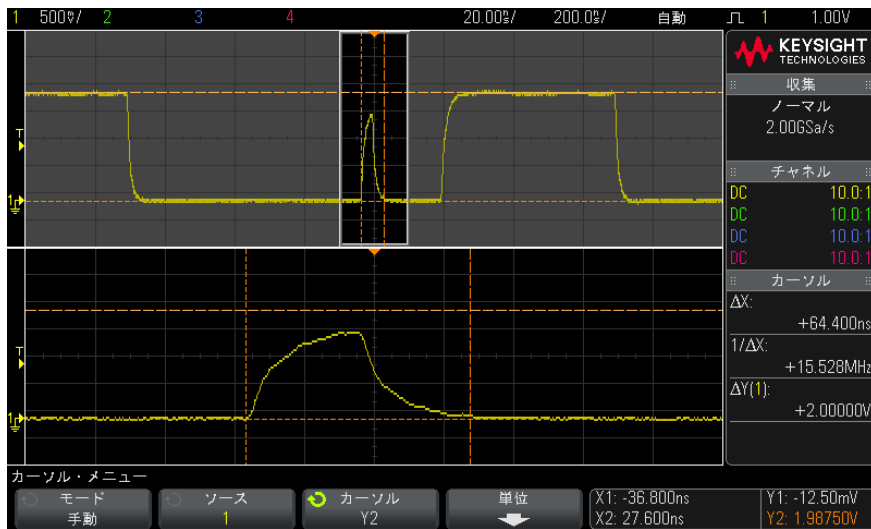 1 500㎷/ 2 3 4 20.00㎱/ 200.0㎱/ 自動 1 1.00V
KEYSIGHT
TECHNOLOGIES
収集
ノーマル
2.00GSa/s
チャネル
DC 10.0:1
DC 10.0:1
DC 10.0:1
DC 10.0:1
カーソル
ΔX:
+64.400ns
1/ΔX:
+15.528MHz
ΔY(1):
+2.00000V
T
1
T
1
カーソル・メニュー
モード
手動
ソース
1
カーソル
Y2
単位
X1: -36.800ns
X2: 27.600ns
Y1: -12.50mV
Y2: 1.98750V